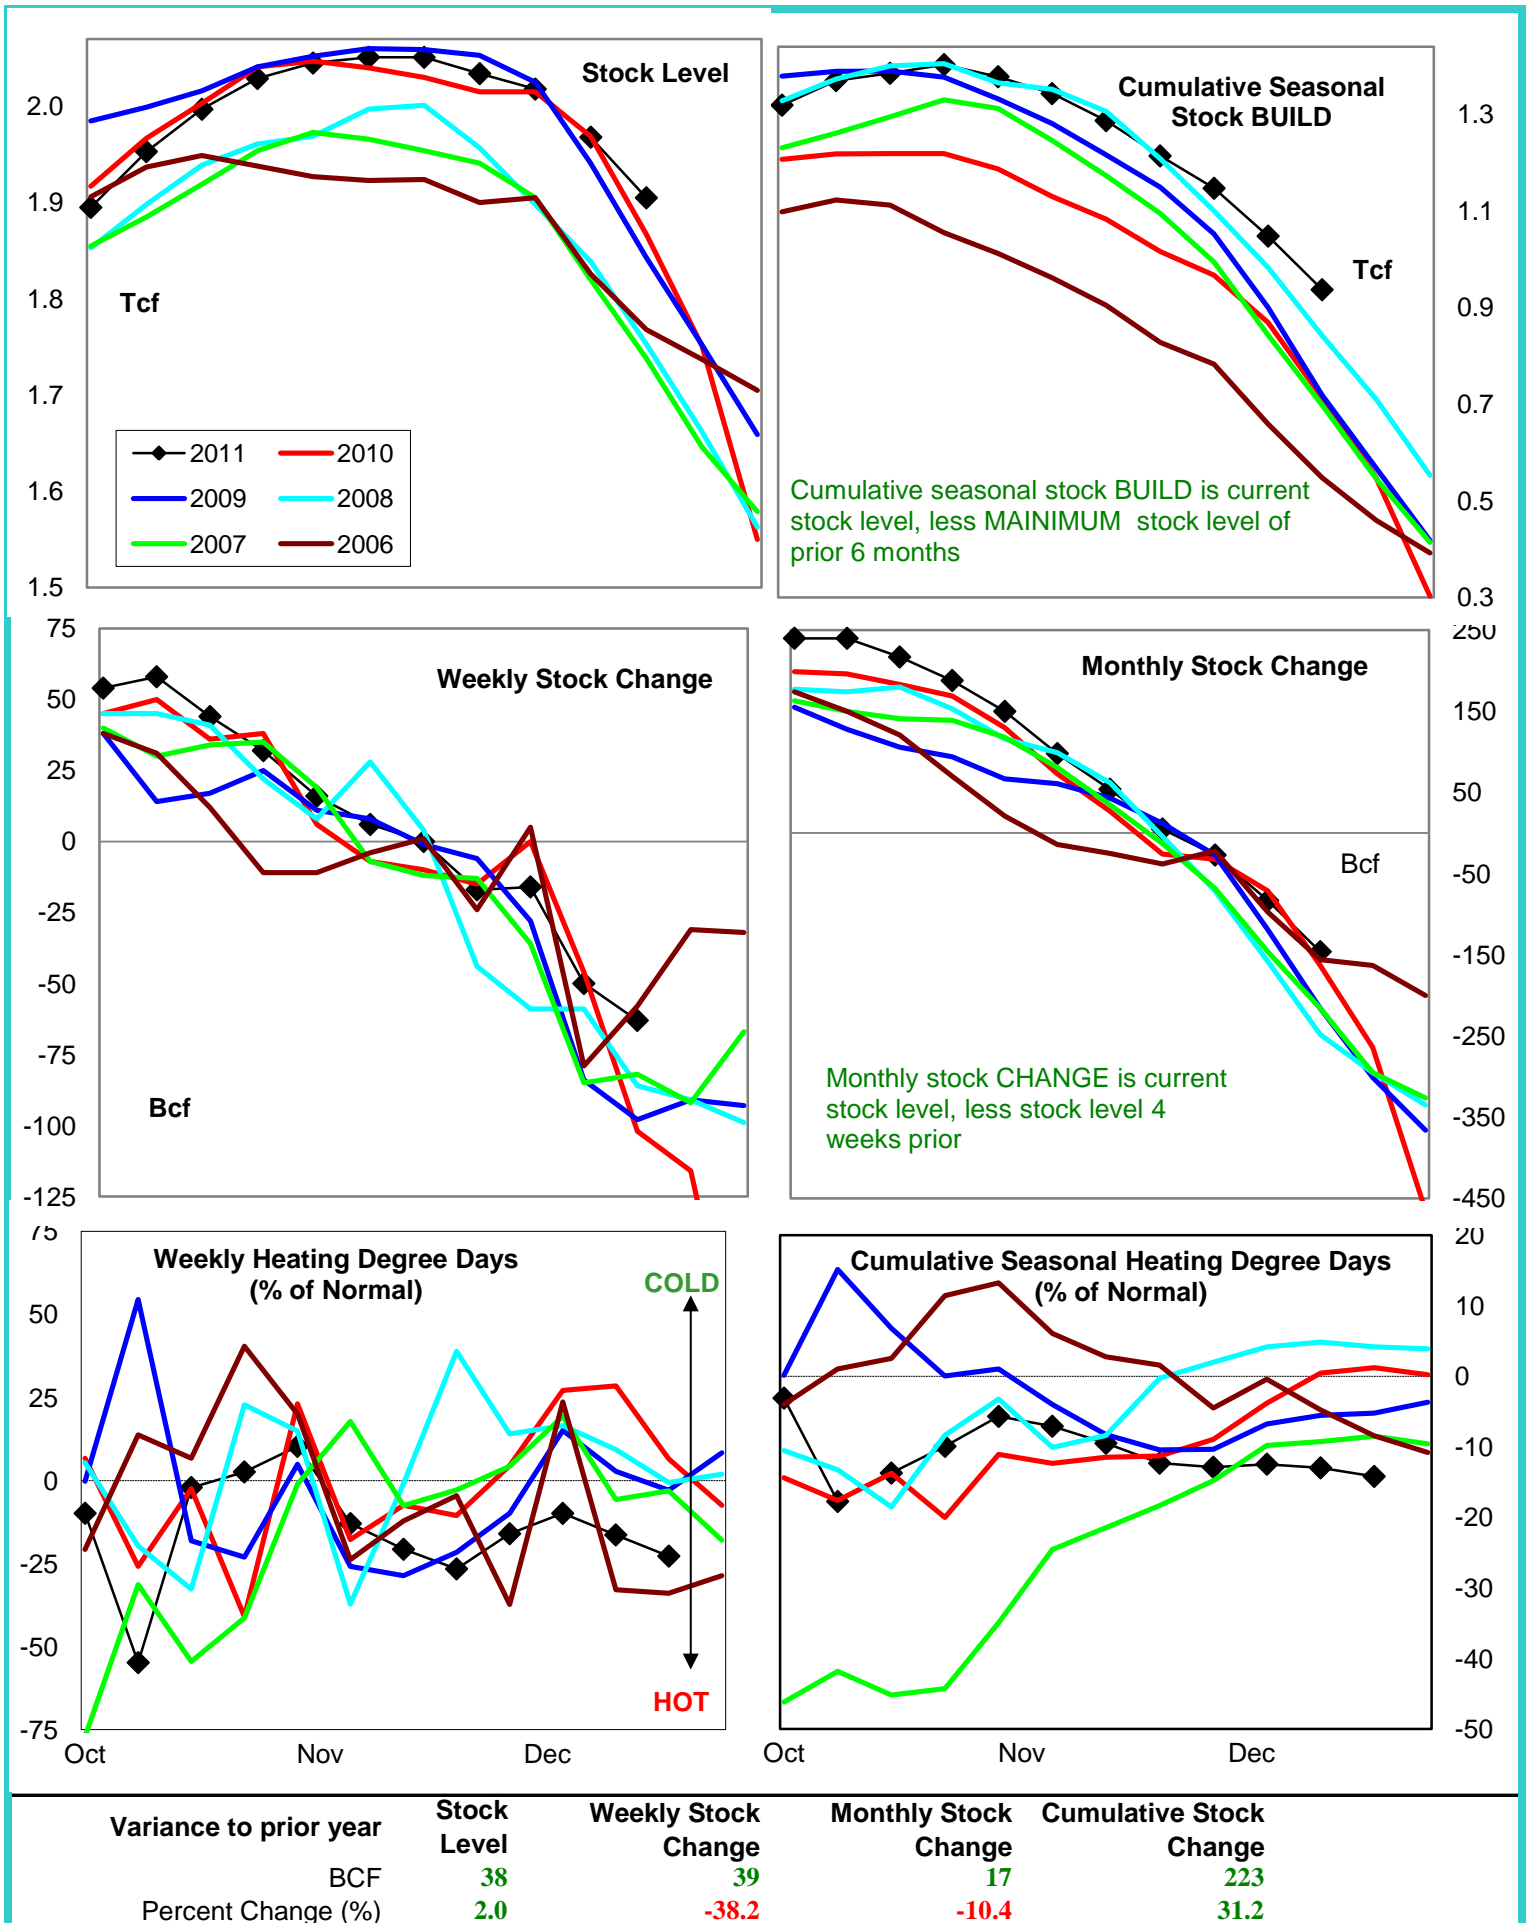 Stock Level
2.0
1.9
1.8
1.7
1.6
1.5
Tcf
2011
2010
2009
2008
2007
2006
Cumulative Seasonal
Stock BUILD
1.3
1.1
0.9
0.7
0.5
0.3
Tcf
Cumulative seasonal stock BUILD is current
stock level, less MAINIMUM stock level of
prior 6 months
75
50
25
0
-25
-50
-75
-100
-125
Weekly Stock Change
Bcf
Monthly Stock Change
250
150
50
-50
-150
-250
-350
-450
Bcf
Monthly stock CHANGE is current
stock level, less stock level 4
weeks prior
75
50
25
0
-25
-50
-75
Weekly Heating Degree Days
(% of Normal)
COLD
HOT
Oct Nov Dec
Cumulative Seasonal Heating Degree Days
(% of Normal)
20
10
0
-10
-20
-30
-40
-50
Oct Nov Dec
Variance to prior year
Stock
Level
Weekly Stock
Change
Monthly Stock
Change
Cumulative Stock
Change
BCF 38 39 17 223
Percent Change (%) 2.0 -38.2 -10.4 31.2